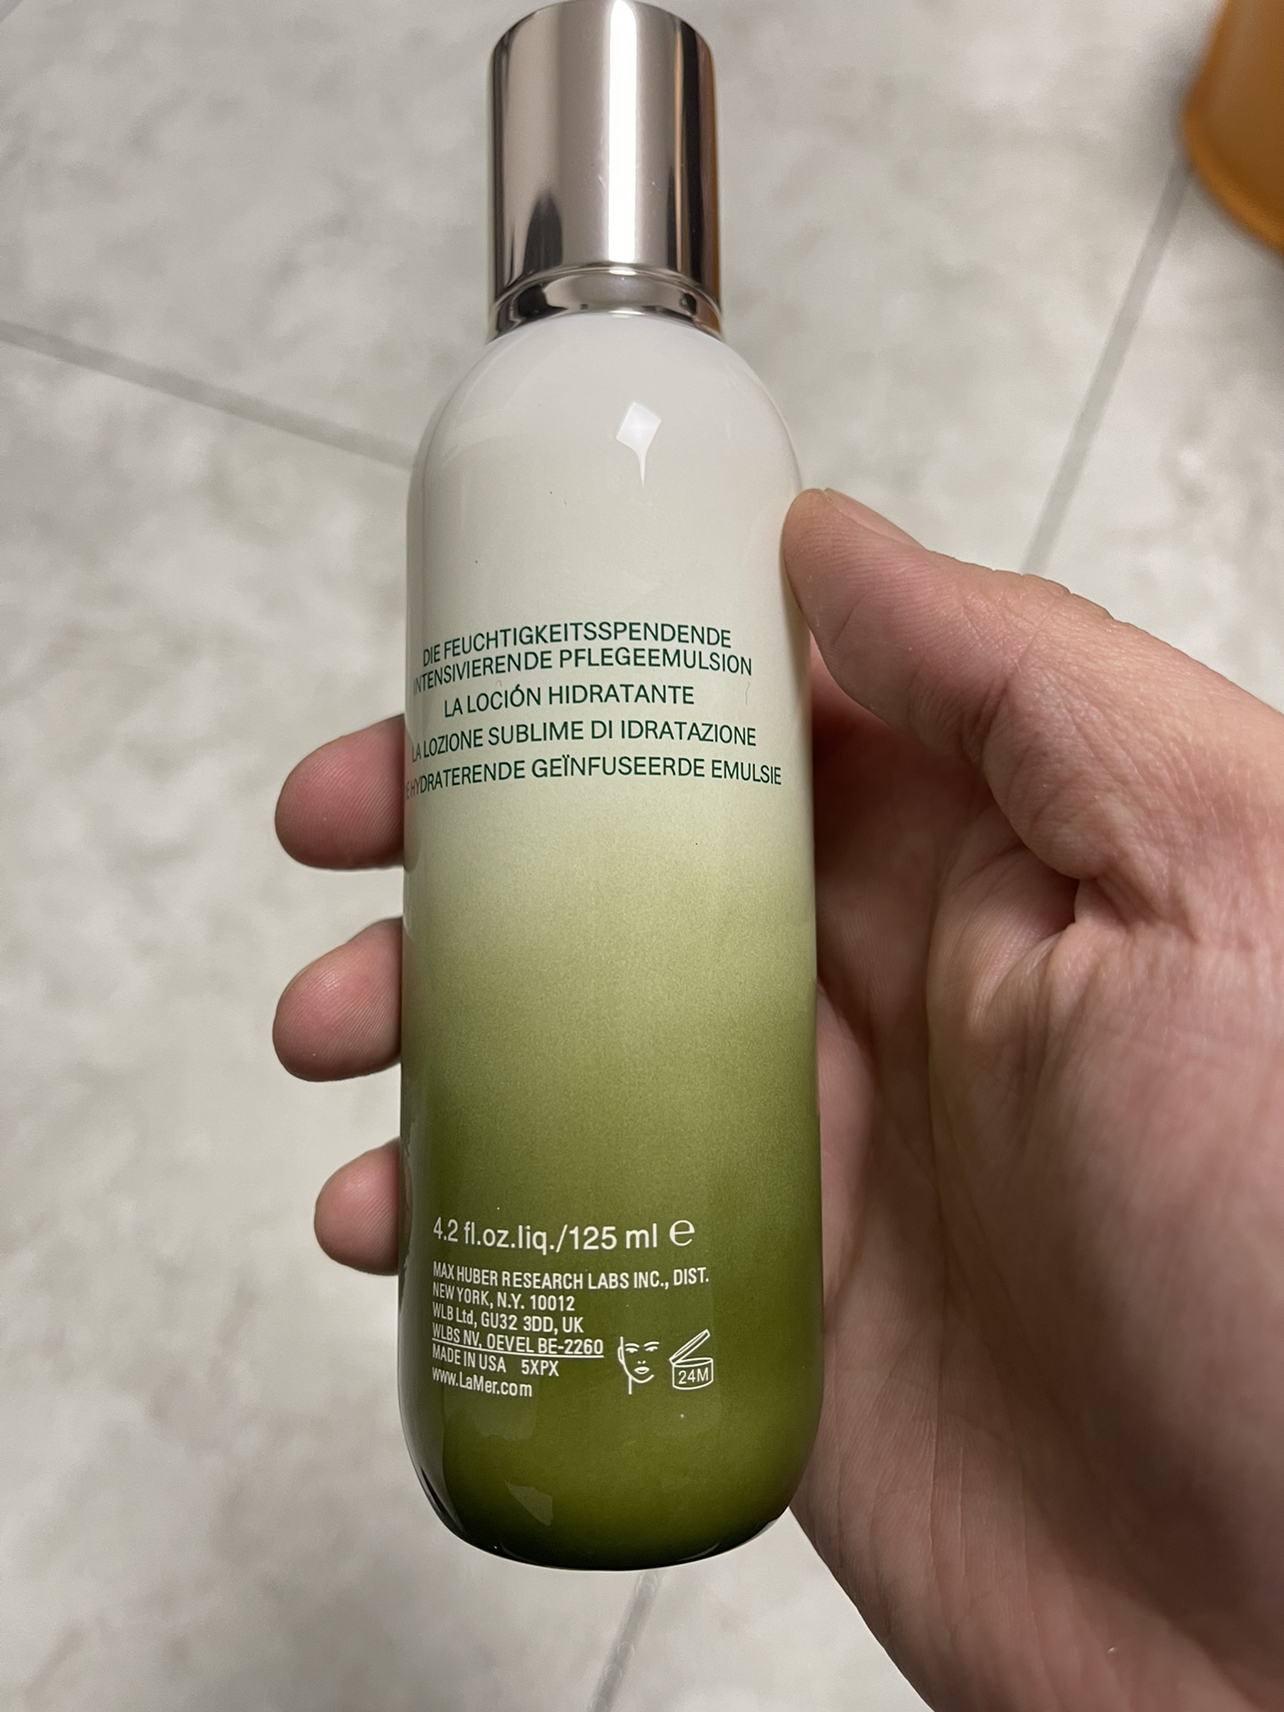 DIE FEUCHTIGKEITSSPENDENDE
INTENSIVIERENDE PFLEGEEMULSION
LA LOCIÓN HIDRATANTE
LA LOZIONE SUBLIME DI IDRATAZIONE
HYDRATERENDE GEÏNFUSEERDE EMULSIE
4.2 fl.oz.liq./125 ml ℮
MAX HUBER RESEARCH LABS INC., DIST.
NEW YORK, N.Y. 10012
WLB Ltd, GU32 3DD, UK
WLBS NV, OEVEL BE-2260
MADE IN USA 5XPX
www.LaMer.com
24M